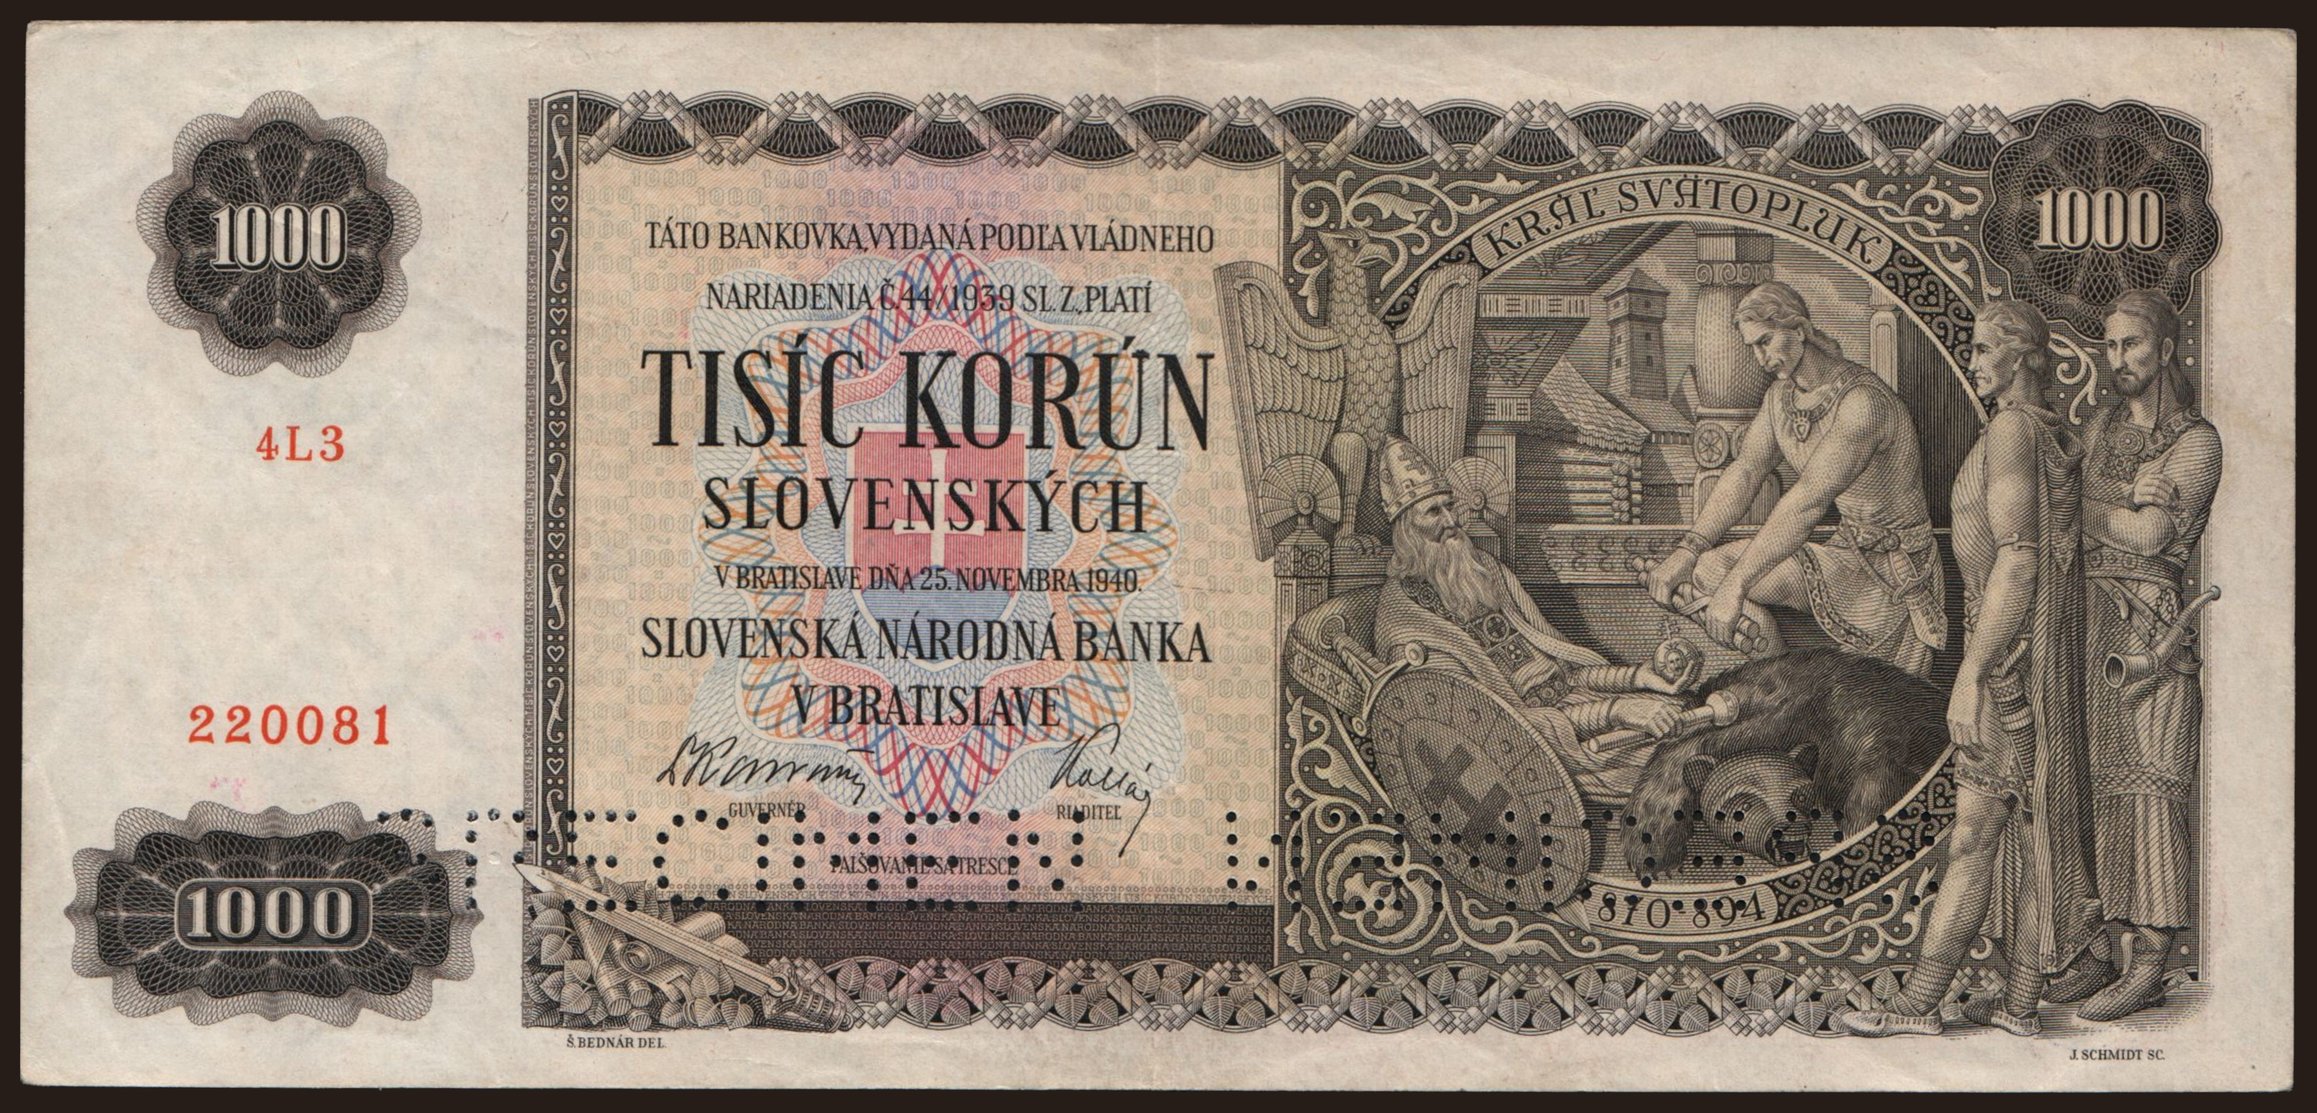 1000
4L3
220081
1000
TÁTO BANKOVKA, VYDANÁ PODĽA VLÁDNEHO
NARIADENIA Č. 44/1939 SL. Z., PLATÍ
TISÍC KORÚN
SLOVENSKÝCH
V BRATISLAVE DŇA 25. NOVEMBRA 1940.
SLOVENSKÁ NÁRODNÁ BANKA
V BRATISLAVE
GUVERNÉR
RIADITEĽ
FALŠOVANIE SA TRESCE
KRÁĽ SVÄTOPLUK
1000
870-894
Š. BEDNÁR DEL.
J. SCHMIDT SC.